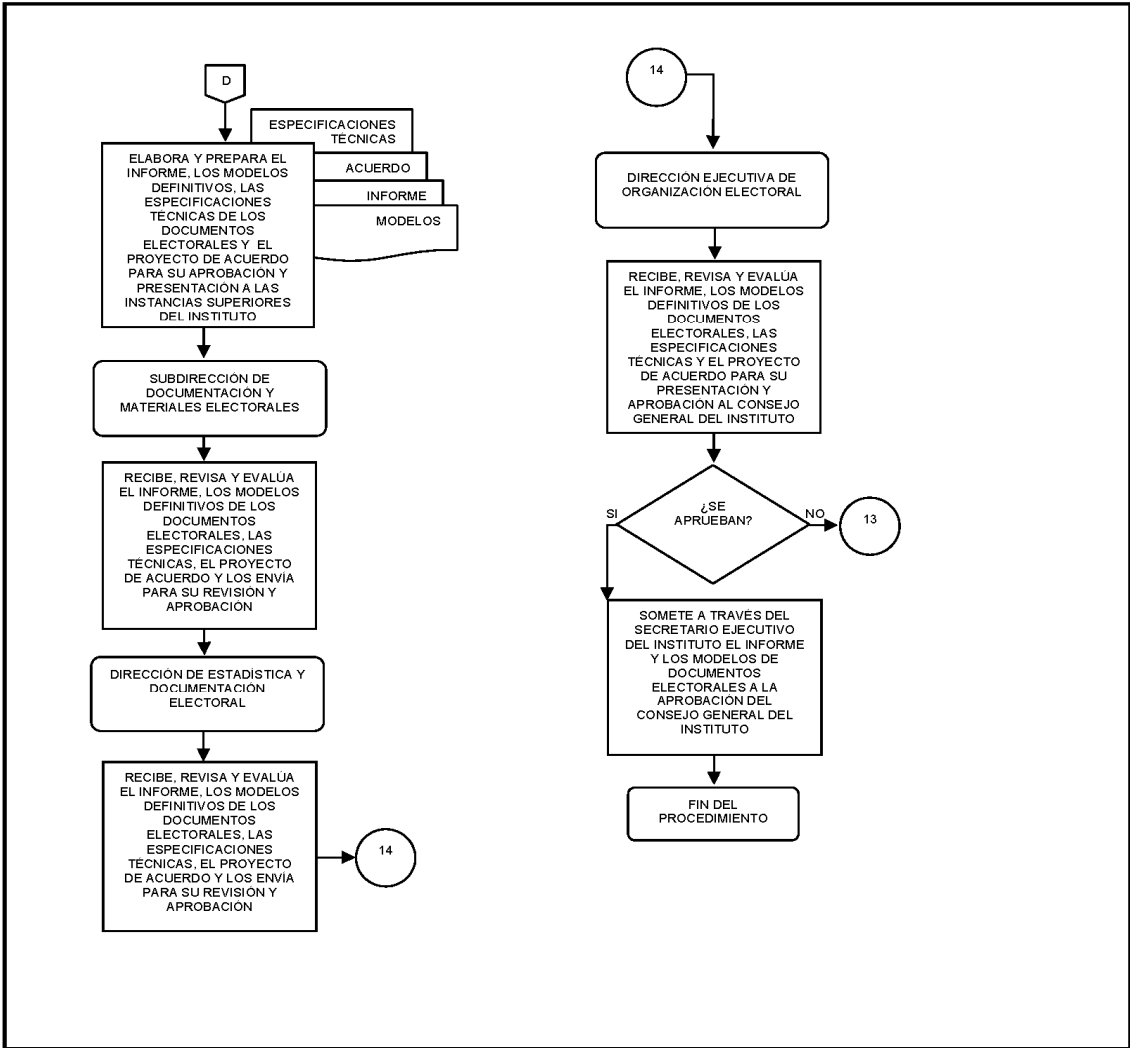 D
ESPECIFICACIONES
TÉCNICAS
ACUERDO
INFORME
MODELOS
ELABORA Y PREPARA EL
INFORME, LOS MODELOS
DEFINITIVOS, LAS
ESPECIFICACIONES
TÉCNICAS DE LOS
DOCUMENTOS
ELECTORALES Y EL
PROYECTO DE ACUERDO
PARA SU APROBACIÓN Y
PRESENTACIÓN A LAS
INSTANCIAS SUPERIORES
DEL INSTITUTO
SUBDIRECCIÓN DE
DOCUMENTACIÓN Y
MATERIALES ELECTORALES
RECIBE, REVISA Y EVALÚA
EL INFORME, LOS MODELOS
DEFINITIVOS DE LOS
DOCUMENTOS
ELECTORALES, LAS
ESPECIFICACIONES
TÉCNICAS, EL PROYECTO
DE ACUERDO Y LOS ENVÍA
PARA SU REVISIÓN Y
APROBACIÓN
DIRECCIÓN DE ESTADÍSTICA Y
DOCUMENTACIÓN
ELECTORAL
RECIBE, REVISA Y EVALÚA
EL INFORME, LOS MODELOS
DEFINITIVOS DE LOS
DOCUMENTOS
ELECTORALES, LAS
ESPECIFICACIONES
TÉCNICAS, EL PROYECTO
DE ACUERDO Y LOS ENVÍA
PARA SU REVISIÓN Y
APROBACIÓN
14
14
DIRECCIÓN EJECUTIVA DE
ORGANIZACIÓN ELECTORAL
RECIBE, REVISA Y EVALÚA
EL INFORME, LOS MODELOS
DEFINITIVOS DE LOS
DOCUMENTOS
ELECTORALES, LAS
ESPECIFICACIONES
TÉCNICAS Y EL PROYECTO
DE ACUERDO PARA SU
PRESENTACIÓN Y
APROBACIÓN AL CONSEJO
GENERAL DEL INSTITUTO
¿SE
APRUEBAN?
SI
NO
13
SOMETE A TRAVÉS DEL
SECRETARIO EJECUTIVO
DEL INSTITUTO EL INFORME
Y LOS MODELOS DE
DOCUMENTOS
ELECTORALES A LA
APROBACIÓN DEL
CONSEJO GENERAL DEL
INSTITUTO
FIN DEL
PROCEDIMIENTO